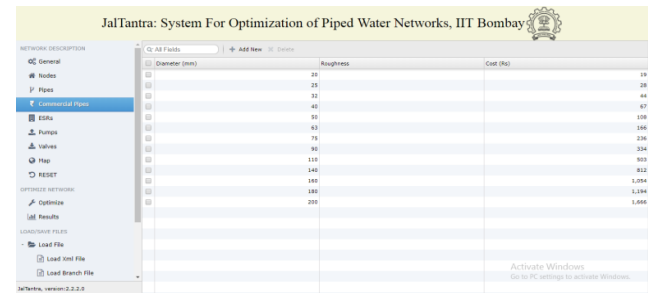 JalTantra: System For Optimization of Piped Water Networks, IIT Bombay
NETWORK DESCRIPTION
General
Nodes
Pipes
Commercial Pipes
ESRs
Pumps
Valves
Map
RESET
OPTIMIZE NETWORK
Optimize
Results
LOAD/SAVE FILES
Load File
Load Xml File
Load Branch File
JalTantra, version:2.2.2.0
All Fields + Add New Delete
Diameter (mm) Roughness Cost (Rs)
20 19
25 28
32 44
40 67
50 108
63 166
75 236
90 334
110 503
140 812
160 1,054
180 1,194
200 1,666
Activate Windows
Go to PC settings to activate Windows.